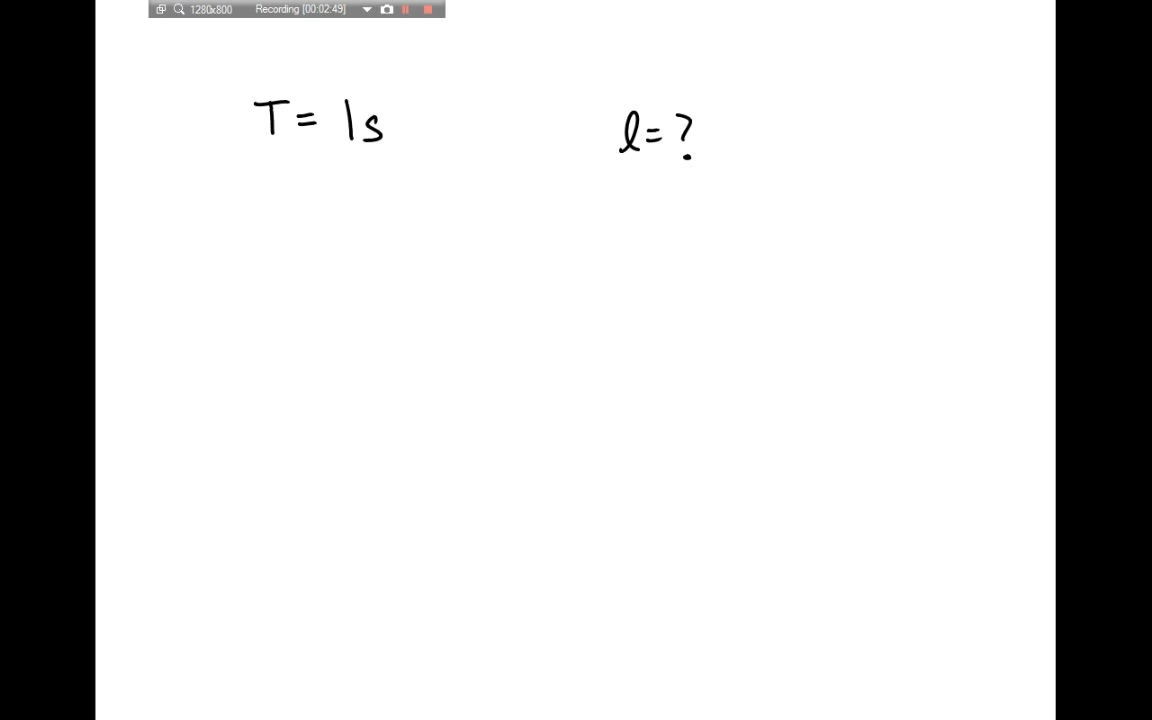 1280x800 Recording [00:02:49]
T = 1s l = ?